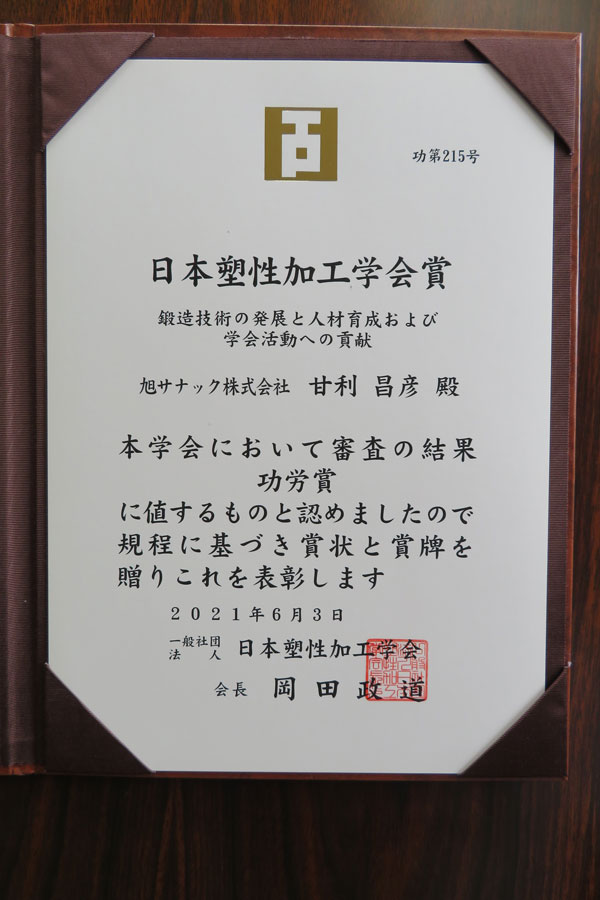 功第215号
日本塑性加工学会賞
鍛造技術の発展と人材育成および
学会活動への貢献
旭サナック株式会社 甘利 昌彦 殿
本学会において審査の結果
功労賞
に値するものと認めましたので
規程に基づき賞状と賞牌を
贈りこれを表彰します
2021年6月3日
一般社団法人 日本塑性加工学会
会長 岡田政道